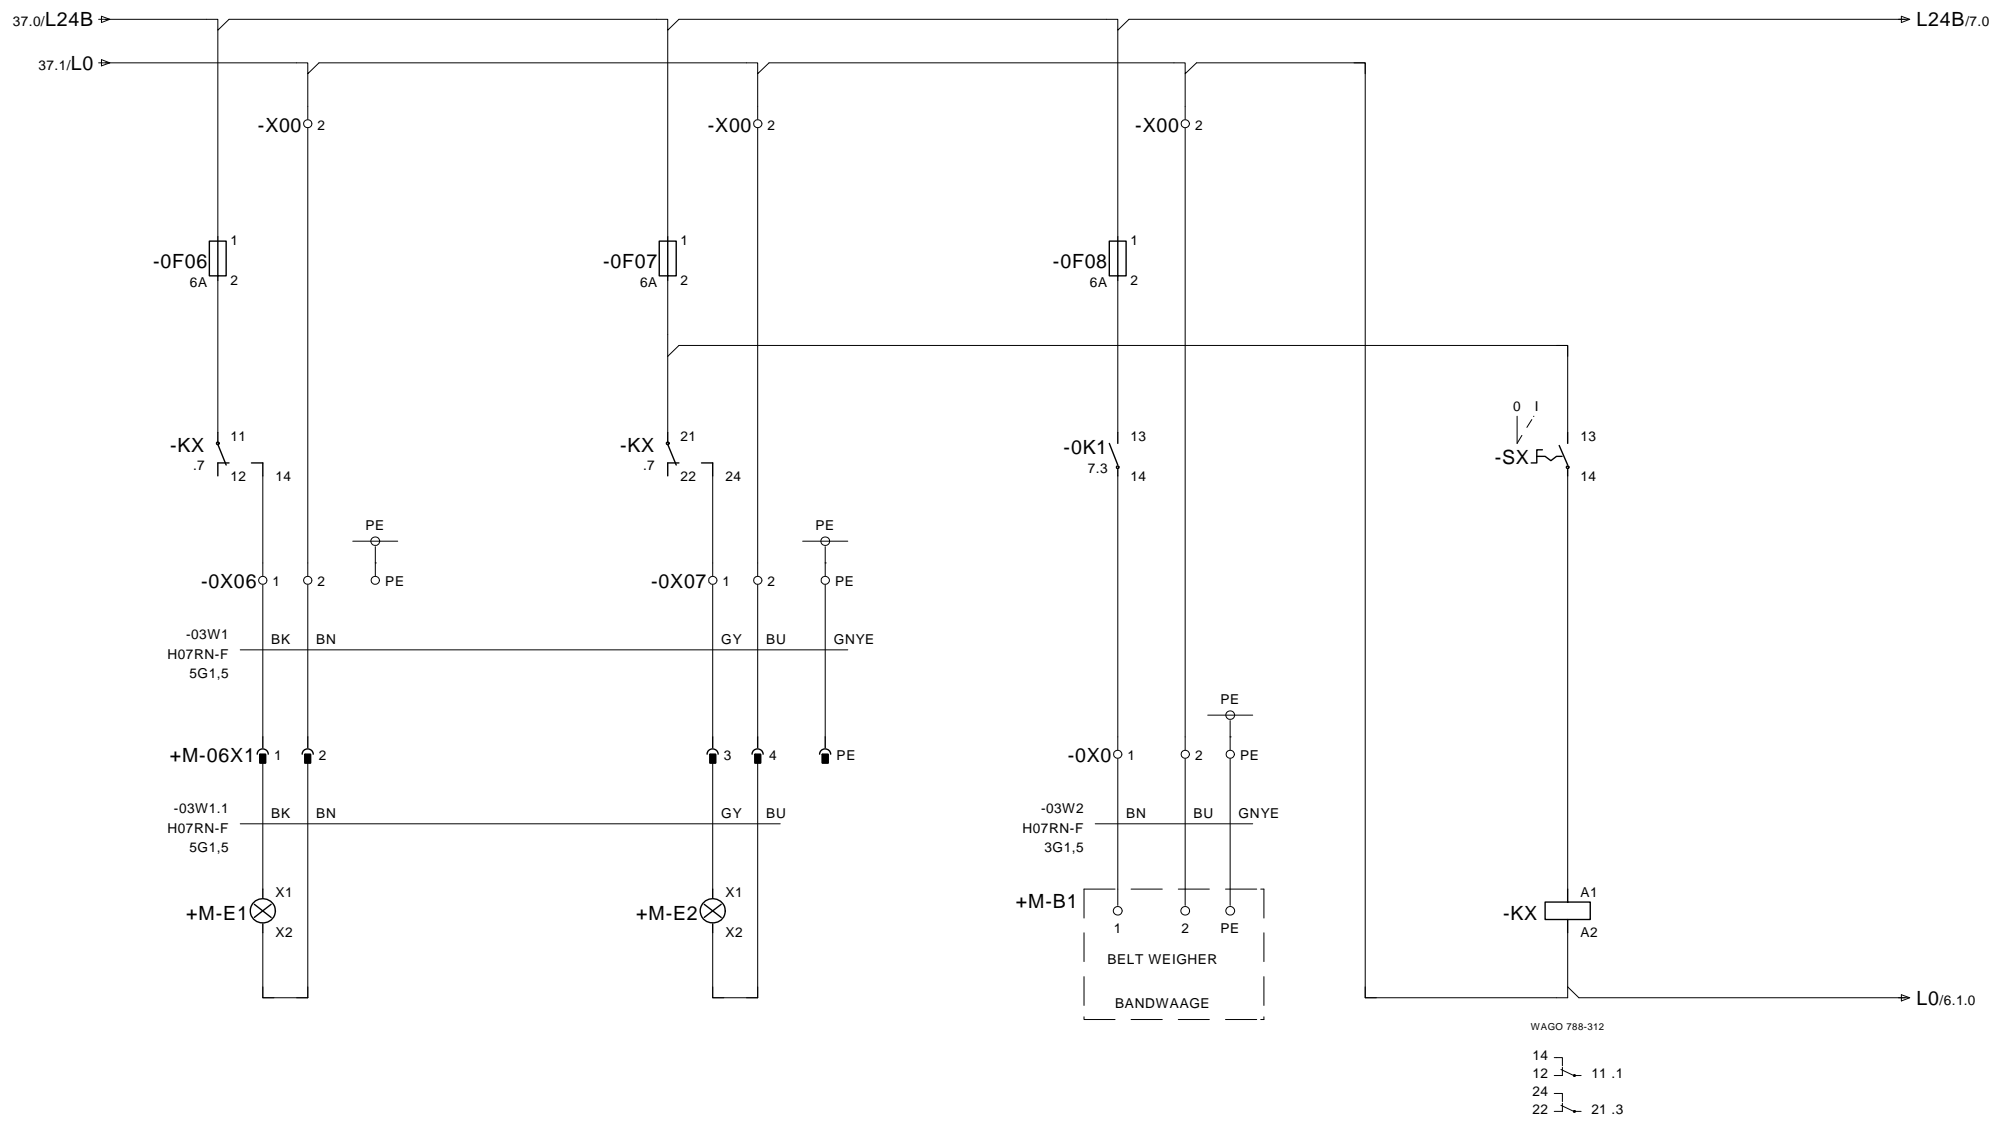 37.0/L24B
L24B/7.0
37.1/L0
-X00 2
-X00 2
-X00 2
-0F06 1
6A 2
-0F07 1
6A 2
-0F08 1
6A 2
0 I
-KX 11
.7 12 14
-KX 21
.7 22 24
-0K1 13
7.3 14
-SX 13
14
PE
PE
-0X06 1 2 PE
-0X07 1 2 PE
-03W1 BK BN GY BU GNYE
H07RN-F
5G1,5
PE
+M-06X1 1 2 3 4 PE
-0X0 1 2 PE
-03W1.1 BK BN GY BU
H07RN-F
5G1,5
-03W2 BN BU GNYE
H07RN-F
3G1,5
+M-E1 X1
X2
+M-E2 X1
X2
+M-B1
1 2 PE
BELT WEIGHER
BANDWAAGE
-KX A1
A2
L0/6.1.0
WAGO 788-312
14
12 11 .1
24
22 21 .3